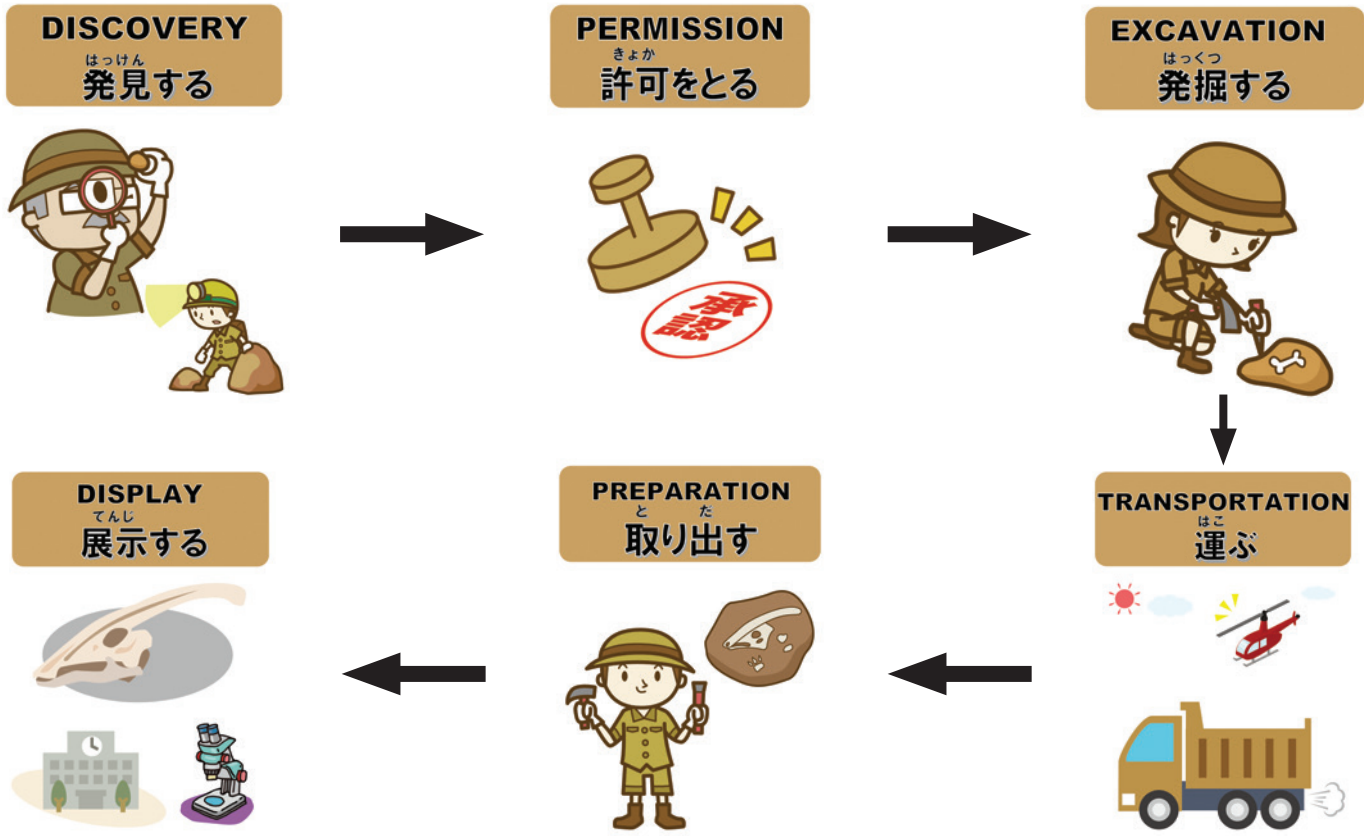 DISCOVERY
はっけん
発見する
PERMISSION
きょか
許可をとる
EXCAVATION
はっくつ
発掘する
承認
TRANSPORTATION
はこ
運ぶ
PREPARATION
と だ
取り出す
DISPLAY
てんじ
展示する